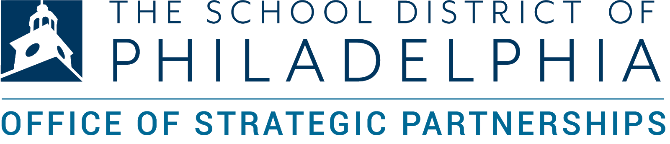 THE SCHOOL DISTRICT OF
PHILADELPHIA
OFFICE OF STRATEGIC PARTNERSHIPS